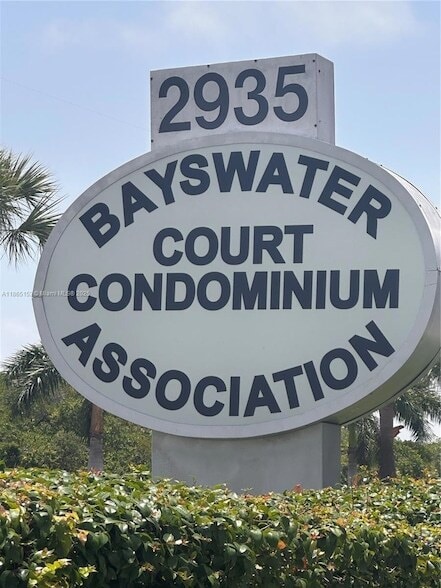 2935
BAYSWATER
COURT
CONDOMINIUM
ASSOCIATION